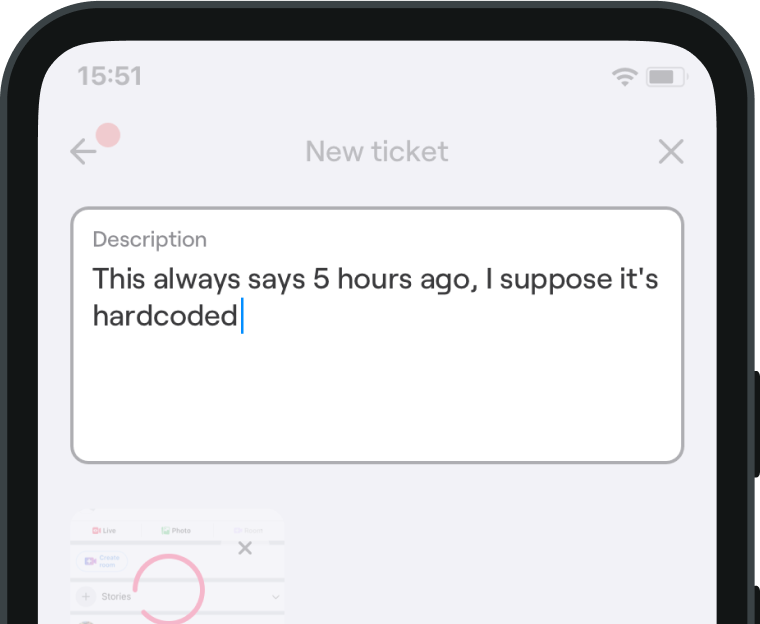 15:51
New ticket
Description
This always says 5 hours ago, I suppose it's
hardcoded
Live Photo Room
Create
room
Stories